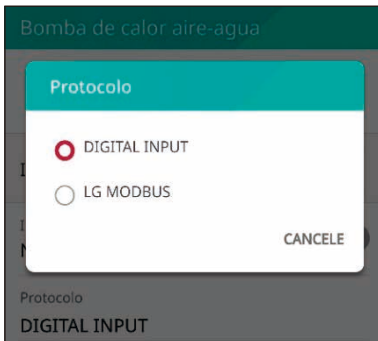 Bomba de calor aire-agua
Protocolo
DIGITAL INPUT
LG MODBUS
CANCELE
Protocolo
DIGITAL INPUT